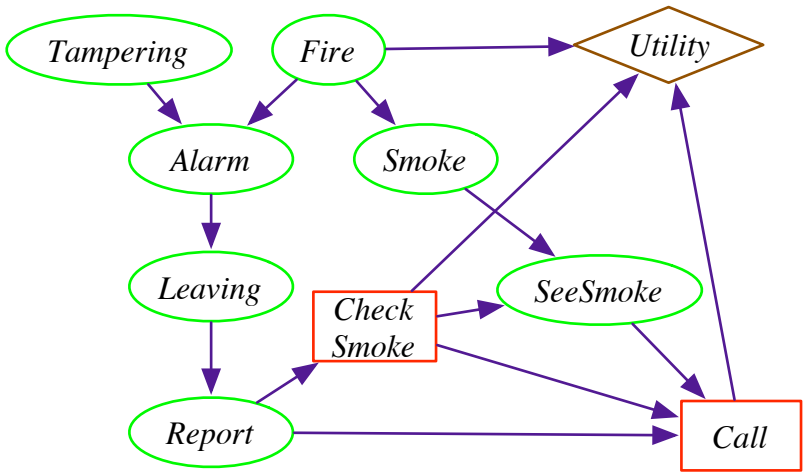 Tampering
Fire
Utility
Alarm
Smoke
Leaving
Check
Smoke
SeeSmoke
Report
Call